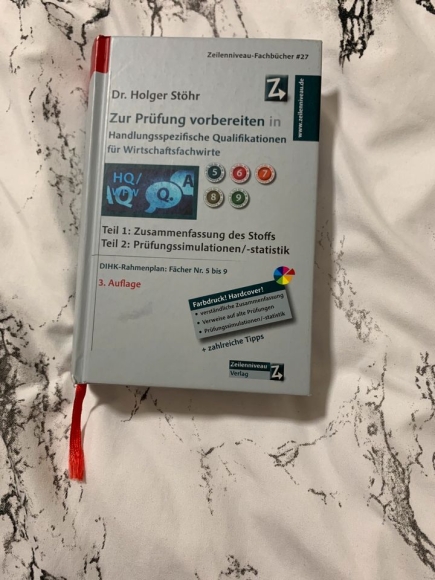 Zeilenniveau-Fachbücher #27
Dr. Holger Stöhr
www.zeilenniveau.de
Zur Prüfung vorbereiten in
Handlungsspezifische Qualifikationen
für Wirtschaftsfachwirte
HQ/
WFW
Q.
A
5 6 7
8 9
Teil 1: Zusammenfassung des Stoffs
Teil 2: Prüfungssimulationen/-statistik
DIHK-Rahmenplan: Fächer Nr. 5 bis 9
3. Auflage
Farbdruck! Hardcover!
• verständliche Zusammenfassung
• Verweise auf alte Prüfungen
• Prüfungssimulationen/-statistik
+ zahlreiche Tipps
Zeilenniveau
Verlag